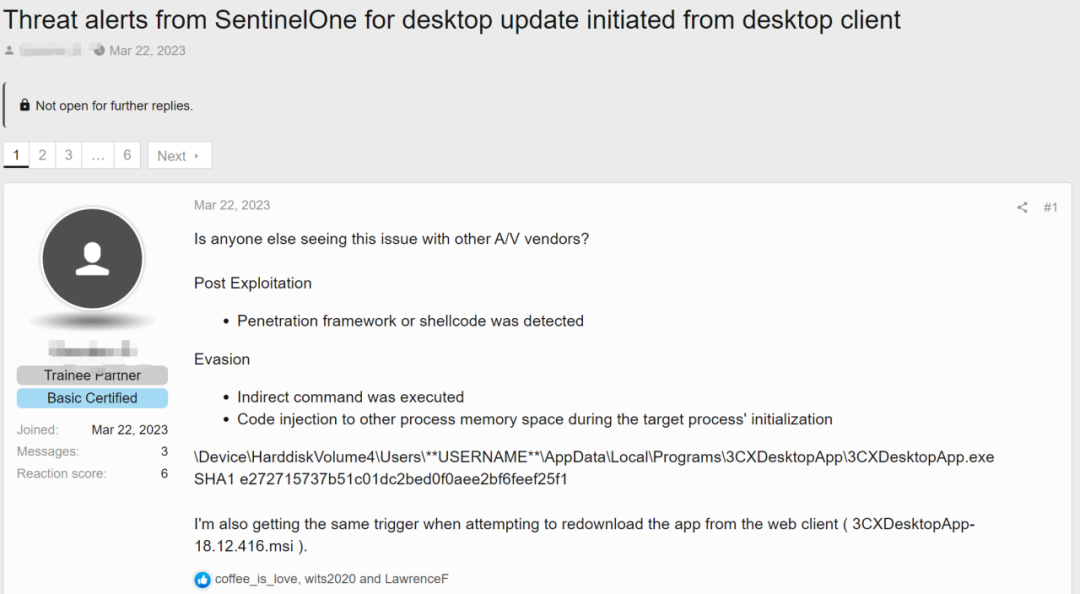 Threat alerts from SentinelOne for desktop update initiated from desktop client
Mar 22, 2023
Not open for further replies.
1 2 3 ... 6 Next
Mar 22, 2023 #1
Is anyone else seeing this issue with other A/V vendors?
Post Exploitation
• Penetration framework or shellcode was detected
Evasion
• Indirect command was executed
• Code injection to other process memory space during the target process' initialization
\Device\HarddiskVolume4\Users\**USERNAME**\AppData\Local\Programs\3CXDesktopApp\3CXDesktopApp.exe
SHA1 e272715737b51c01dc2bed0f0aee2bf6feef25f1
I'm also getting the same trigger when attempting to redownload the app from the web client ( 3CXDesktopApp-
18.12.416.msi ).
coffee_is_love, wits2020 and LawrenceF
Trainee Partner
Basic Certified
Joined: Mar 22, 2023
Messages: 3
Reaction score: 6